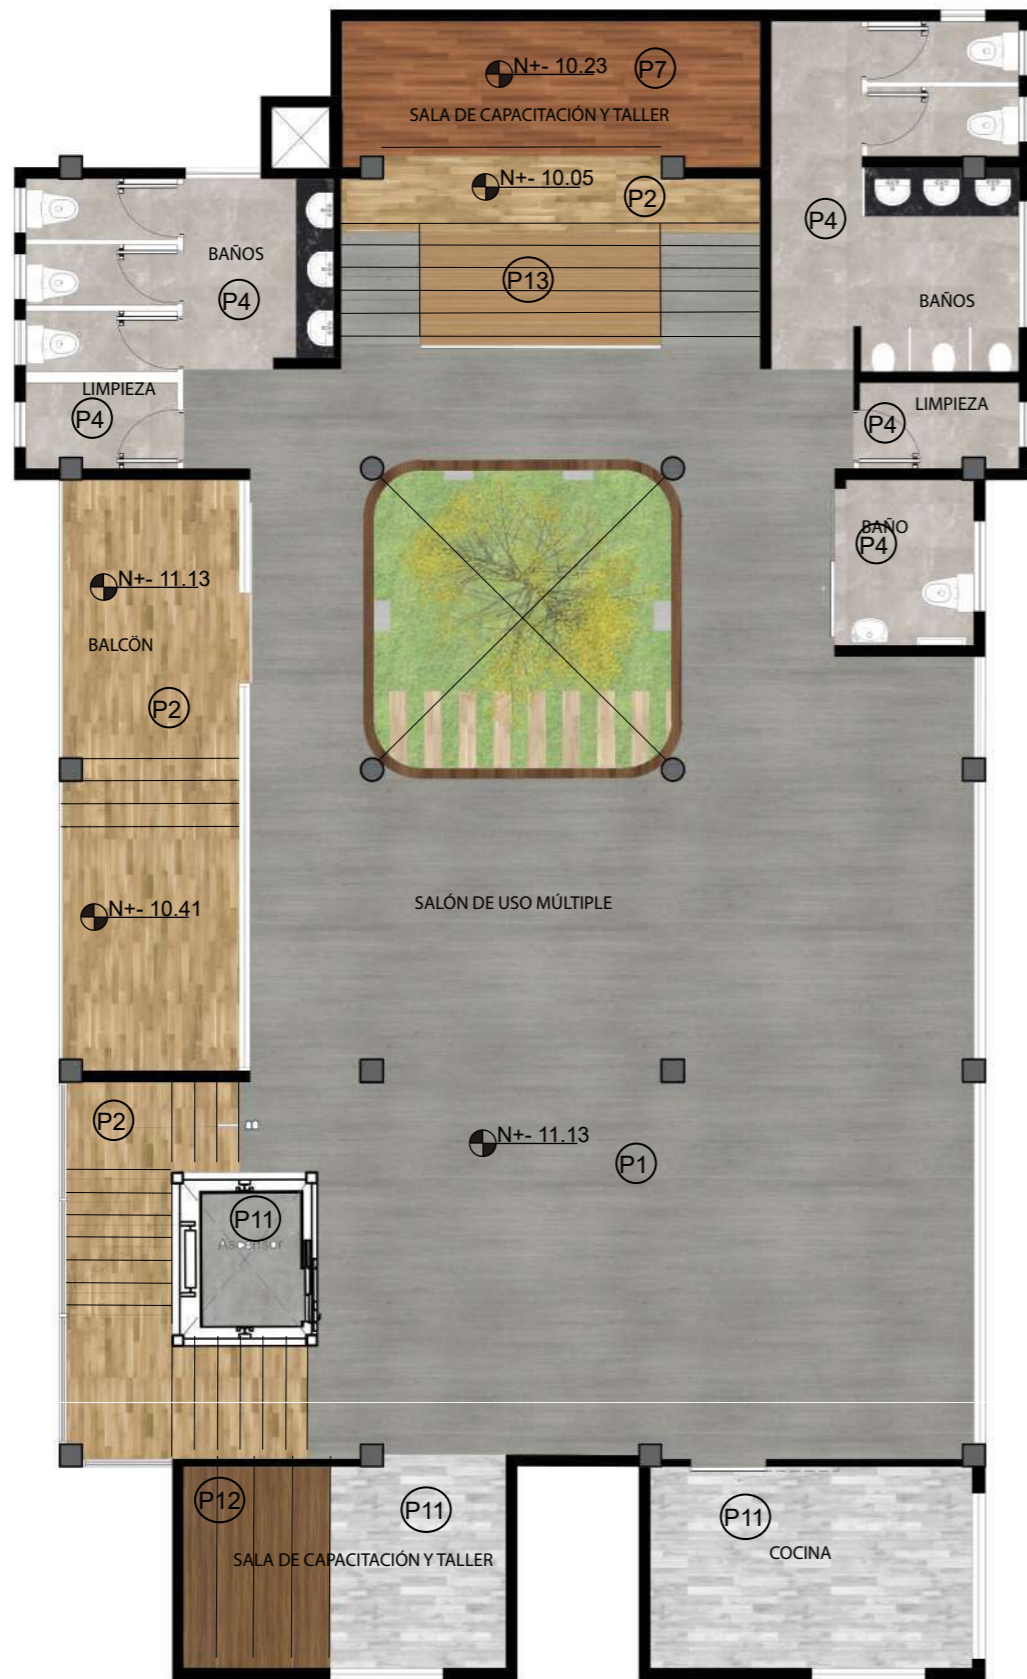 N+- 10.23
P7
SALA DE CAPACITACIÓN Y TALLER
N+- 10.05
P2
P4
BAÑOS
P13
P4
BAÑOS
LIMPIEZA
P4
LIMPIEZA
P4
BAÑO
P4
N+- 11.13
BALCÖN
P2
SALÓN DE USO MÚLTIPLE
N+- 10.41
P2
N+- 11.13
P1
P11
Ascensor
P12
P11
P11
SALA DE CAPACITACIÓN Y TALLER
COCINA